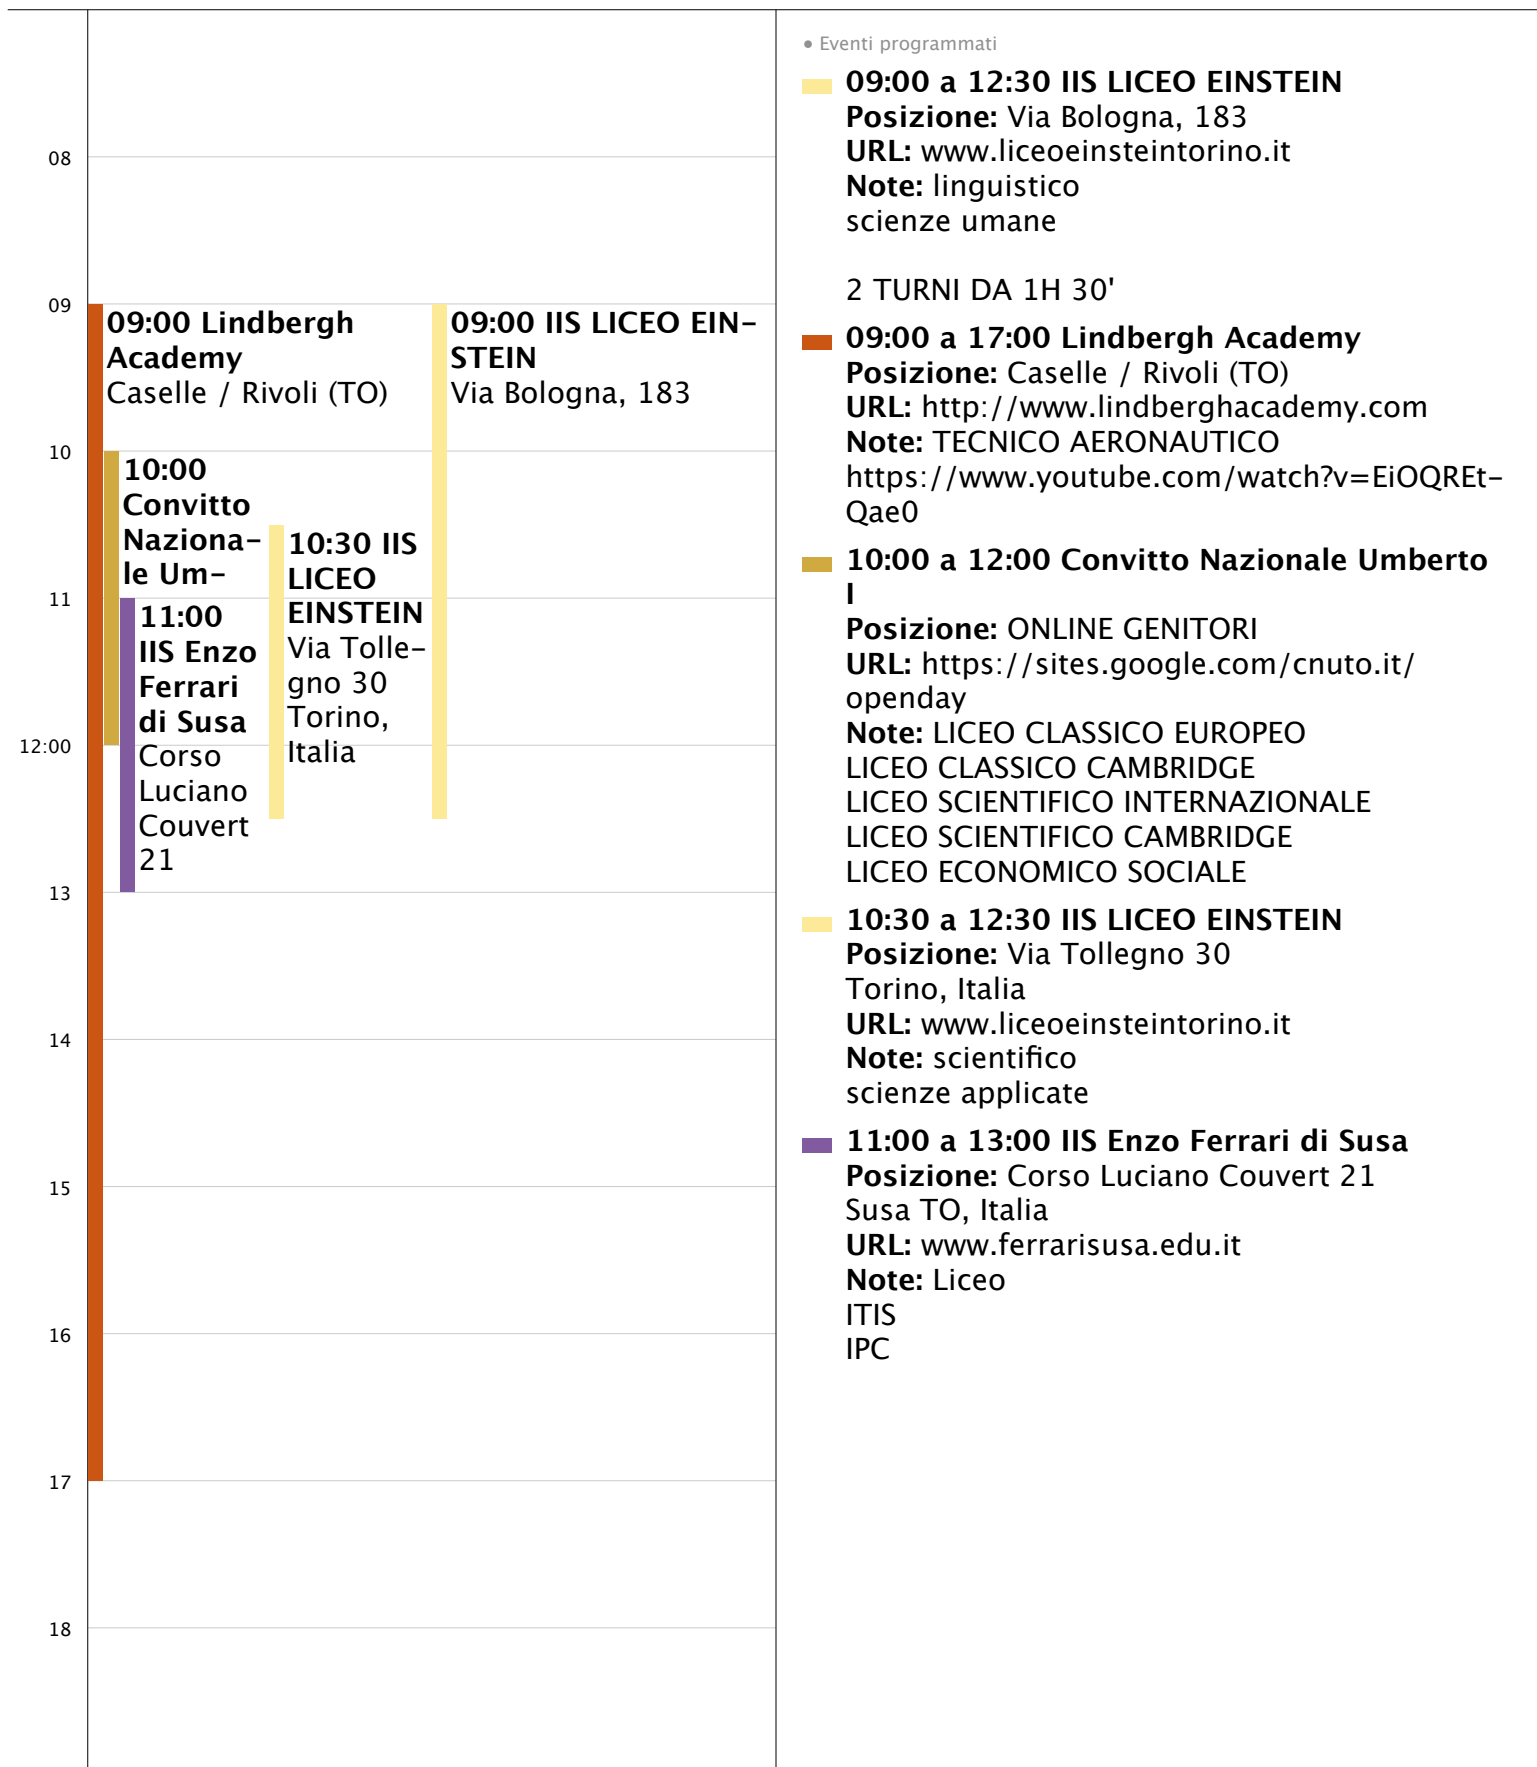 08
09
10
11
12:00
13
14
15
16
17
18
09:00 Lindbergh
Academy
Caselle / Rivoli (TO)
09:00 IIS LICEO EIN-
STEIN
Via Bologna, 183
10:00
Convitto
Naziona-
le Um-
10:30 IIS
LICEO
EINSTEIN
Via Tolle-
gno 30
Torino,
Italia
11:00
IIS Enzo
Ferrari
di Susa
Corso
Luciano
Couvert
21
• Eventi programmati
09:00 a 12:30 IIS LICEO EINSTEIN
Posizione: Via Bologna, 183
URL: www.liceoeinsteintorino.it
Note: linguistico
scienze umane
2 TURNI DA 1H 30'
09:00 a 17:00 Lindbergh Academy
Posizione: Caselle / Rivoli (TO)
URL: http://www.lindberghacademy.com
Note: TECNICO AERONAUTICO
https://www.youtube.com/watch?v=EiOQREt-
Qae0
10:00 a 12:00 Convitto Nazionale Umberto
I
Posizione: ONLINE GENITORI
URL: https://sites.google.com/cnuto.it/
openday
Note: LICEO CLASSICO EUROPEO
LICEO CLASSICO CAMBRIDGE
LICEO SCIENTIFICO INTERNAZIONALE
LICEO SCIENTIFICO CAMBRIDGE
LICEO ECONOMICO SOCIALE
10:30 a 12:30 IIS LICEO EINSTEIN
Posizione: Via Tollegno 30
Torino, Italia
URL: www.liceoeinsteintorino.it
Note: scientifico
scienze applicate
11:00 a 13:00 IIS Enzo Ferrari di Susa
Posizione: Corso Luciano Couvert 21
Susa TO, Italia
URL: www.ferrarisusa.edu.it
Note: Liceo
ITIS
IPC